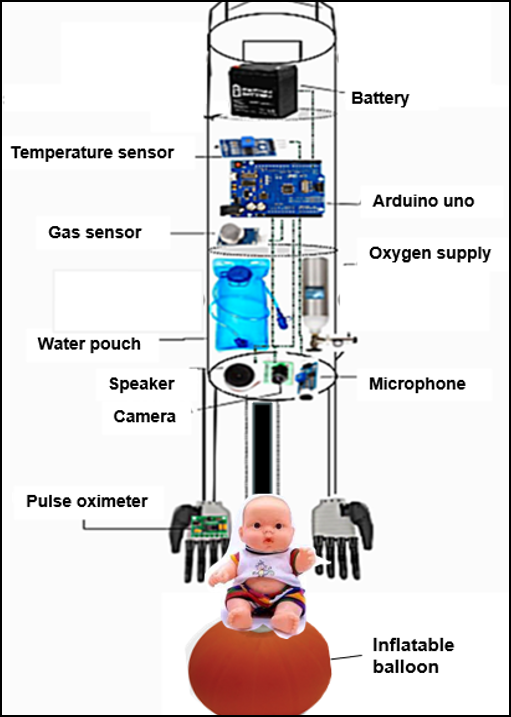 Battery
Temperature sensor
Arduino uno
Gas sensor
Oxygen supply
Water pouch
Speaker
Microphone
Camera
Pulse oximeter
Inflatable
balloon